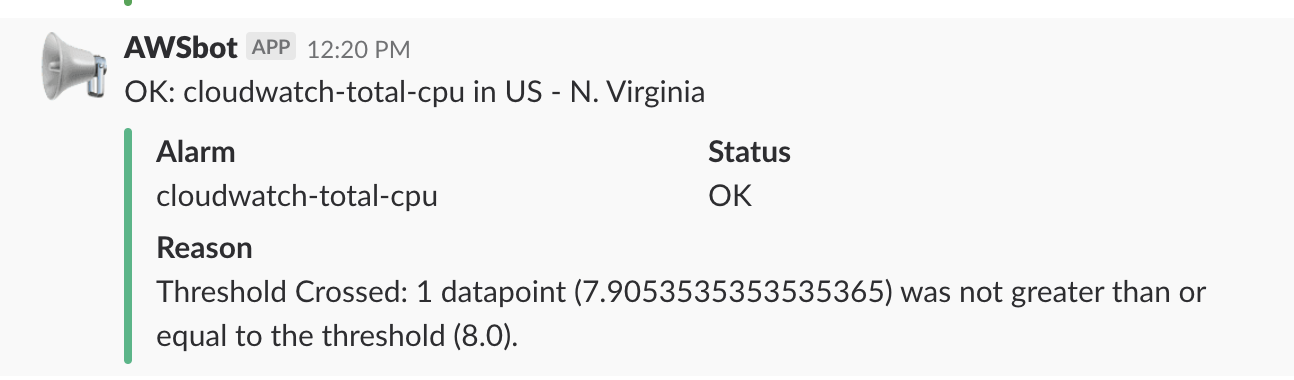 AWSbot APP 12:20 PM
OK: cloudwatch-total-cpu in US - N. Virginia
Alarm Status
cloudwatch-total-cpu OK
Reason
Threshold Crossed: 1 datapoint (7.9053535353535365) was not greater than or
equal to the threshold (8.0).